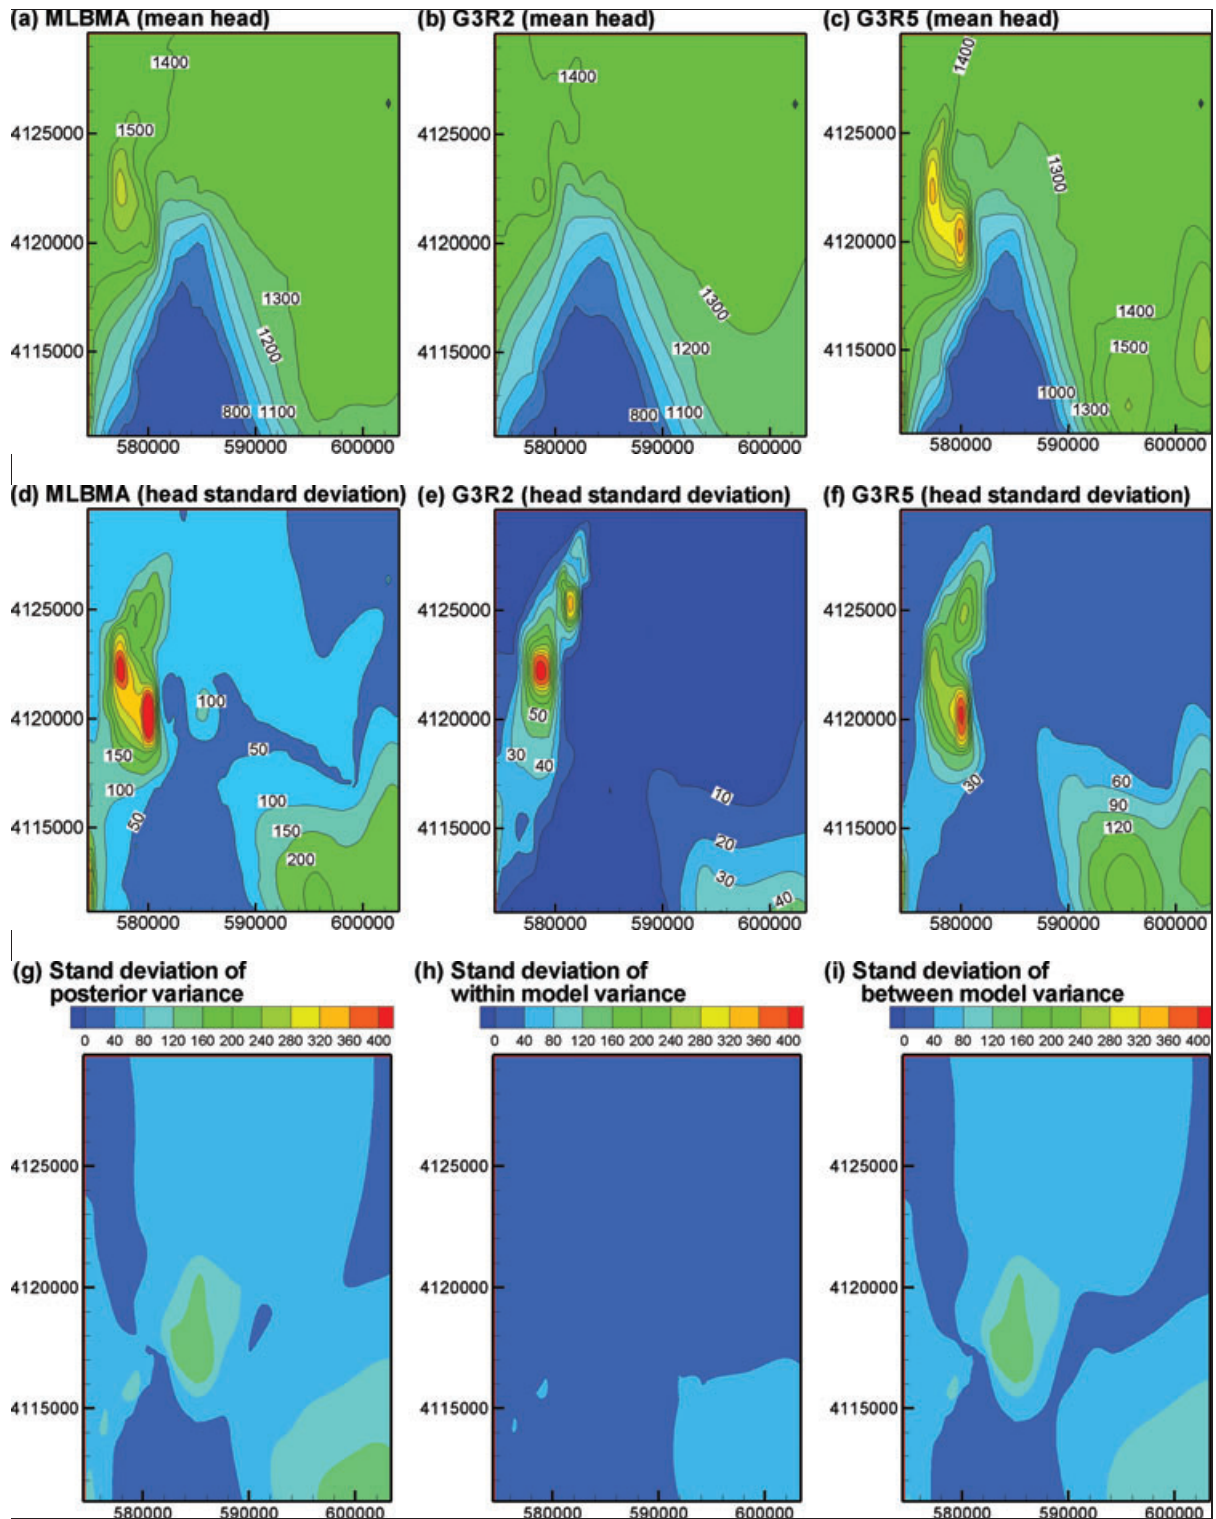 (a) MLBMA (mean head) (b) G3R2 (mean head) (c) G3R5 (mean head)
1400 1400 1400
4125000 1500 4125000 4125000 1300
4120000 4120000 4120000
1300 1300 1400
4115000 1200 4115000 1200 4115000 1500
800 1100 800 1100 1000 1300
580000 590000 600000 580000 590000 600000 580000 590000 600000
(d) MLBMA (head standard deviation) (e) G3R2 (head standard deviation) (f) G3R5 (head standard deviation)
4125000 4125000 4125000
4120000 100 4120000 50 4120000
150 50 30 40 30 60
100 100 10 90
4115000 50 150 4115000 20 4115000 120
200 30 40
580000 590000 600000 580000 590000 600000 580000 590000 600000
(g) Stand deviation of (h) Stand deviation of (i) Stand deviation of
posterior variance within model variance between model variance
0 40 80 120 160 200 240 280 320 360 400 0 40 80 120 160 200 240 280 320 360 400 0 40 80 120 160 200 240 280 320 360 400
4125000 4125000 4125000
4120000 4120000 4120000
4115000 4115000 4115000
580000 590000 600000 580000 590000 600000 580000 590000 600000